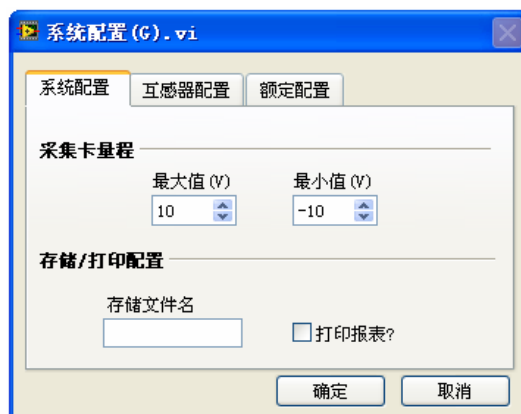 系统配置(G).vi
系统配置 互感器配置 额定配置
采集卡量程
最大值(V) 最小值(V)
10 -10
存储/打印配置
存储文件名
打印报表?
确定 取消